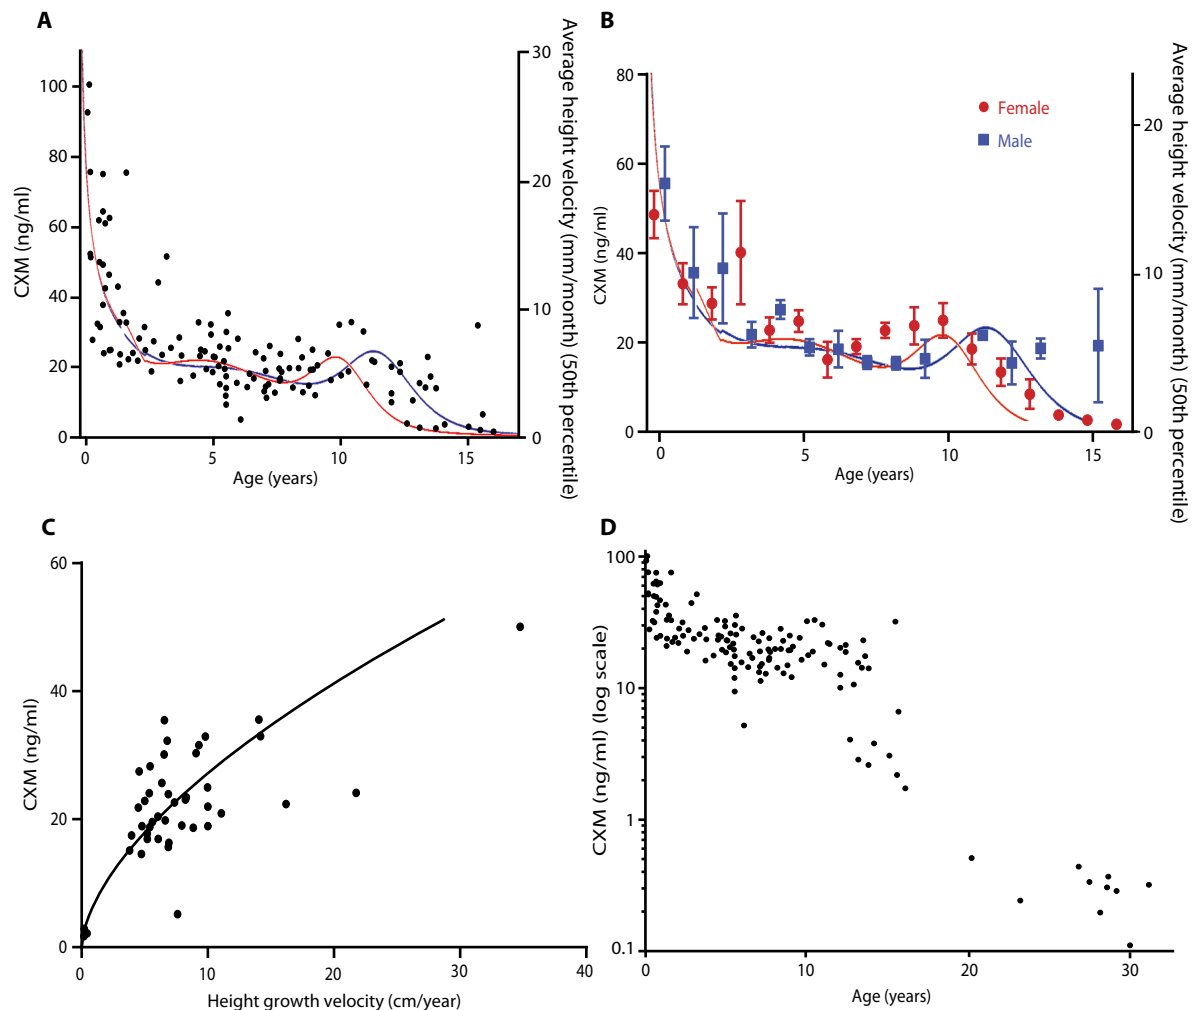 A
CXM (ng/ml)
100
80
60
40
20
0
0
5
10
15
Age (years)
30
20
10
0
Average height velocity (mm/month) (50th percentile)
B
CXM (ng/ml)
80
60
40
20
0
0
5
10
15
Age (years)
20
10
0
Average height velocity (mm/month) (50th percentile)
Female
Male
C
CXM (ng/ml)
60
40
20
0
0
10
20
30
40
Height growth velocity (cm/year)
D
CXM (ng/ml) (log scale)
100
10
1
0.1
0
10
20
30
Age (years)